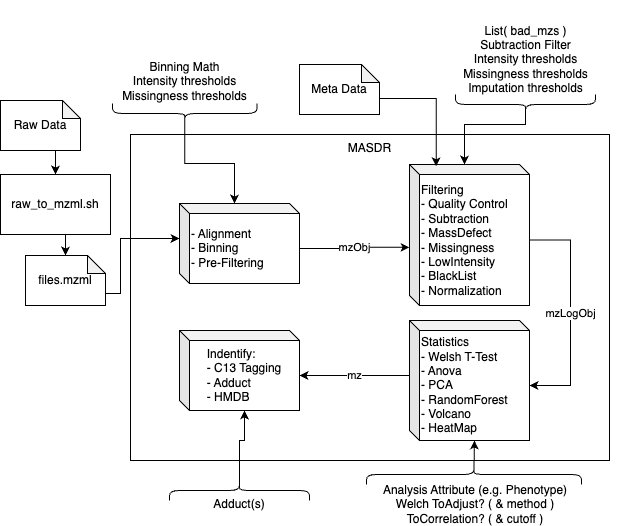 List( bad_mzs )
Subtraction Filter
Intensity thresholds
Missingness thresholds
Imputation thresholds
Binning Math
Intensity thresholds
Missingness thresholds
Meta Data
Raw Data
MASDR
raw_to_mzml.sh
files.mzml
- Alignment
- Binning
- Pre-Filtering
mzObj
Filtering
- Quality Control
- Subtraction
- MassDefect
- Missingness
- LowIntensity
- BlackList
- Normalization
mzLogObj
Statistics
- Welsh T-Test
- Anova
- PCA
- RandomForest
- Volcano
- HeatMap
mz
Indentify:
- C13 Tagging
- Adduct
- HMDB
Adduct(s)
Analysis Attribute (e.g. Phenotype)
Welch ToAdjust? ( & method )
ToCorrelation? ( & cutoff )